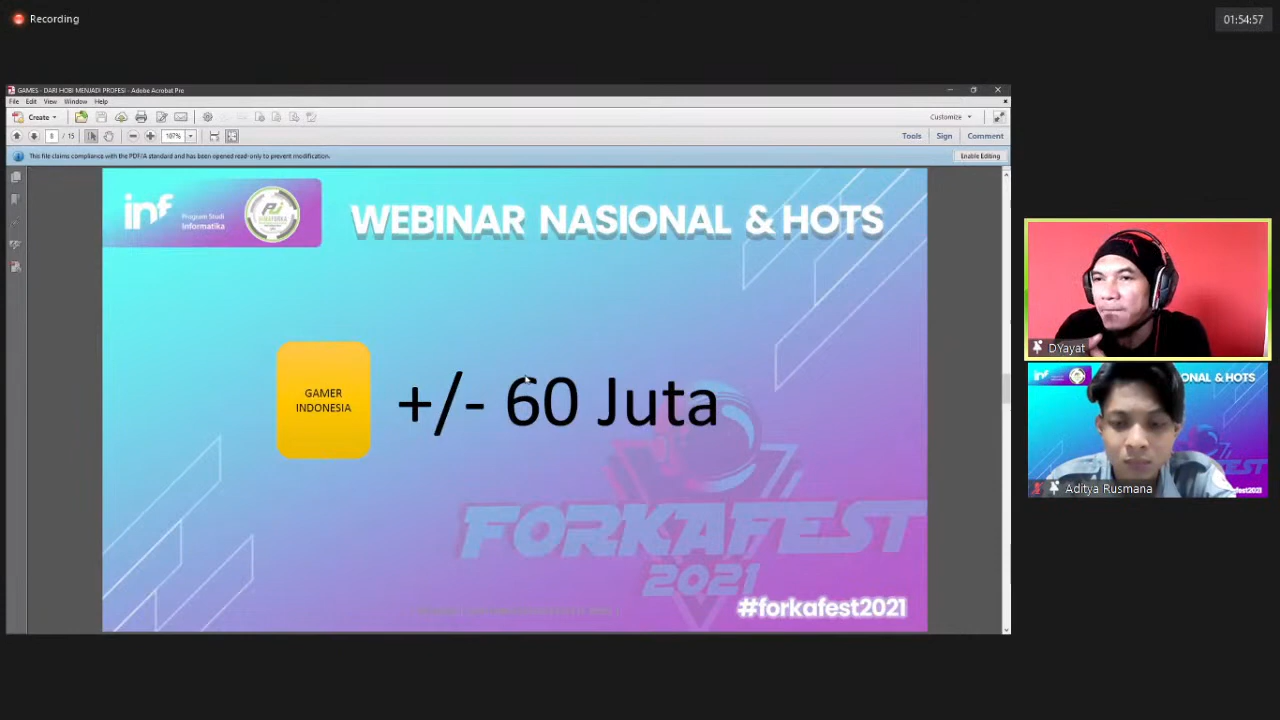 Recording
01:54:57
GAMES - DARI HOBI MENJADI PROFESI - Adobe Acrobat Pro
File Edit View Window Help
Create
Customize
8 / 15
187%
Tools Sign Comment
This file claims compliance with the PDF/A standard and has been opened read-only to prevent modification.
Enable Editing
inf
Program Studi
Informatika
WEBINAR NASIONAL & HOTS
GAMER
INDONESIA
+/- 60 Juta
FORKAFEST
2021
#forkafest2021
DYayat
ONAL & HOTS
Aditya Rusmana